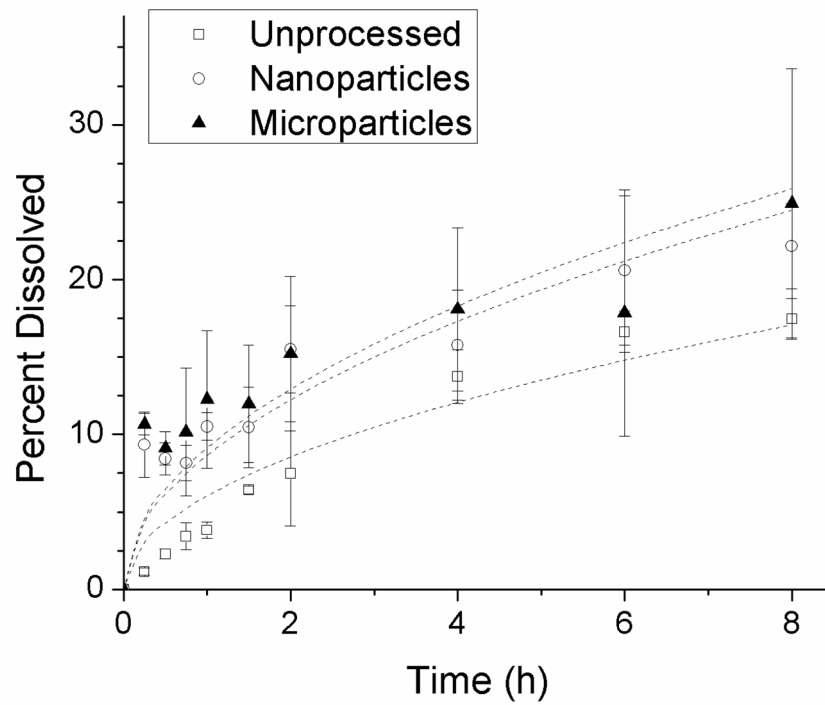 Unprocessed
Nanoparticles
Microparticles
Percent Dissolved
30
20
10
0
0 2 4 6 8
Time (h)